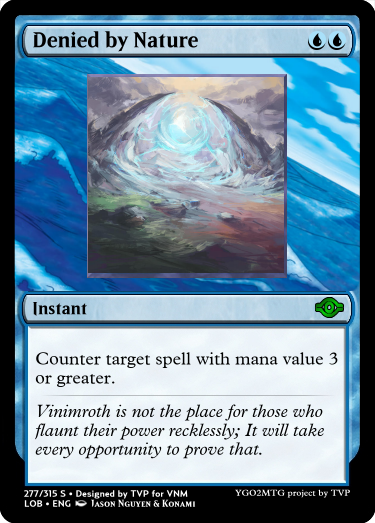 Denied by Nature
Instant
Counter target spell with mana value 3
or greater.
Vinimroth is not the place for those who
flaunt their power recklessly; It will take
every opportunity to prove that.
277/315 S • Designed by TVP for VNM
YGO2MTG project by TVP
LOB • ENG Jason Nguyen & Konami